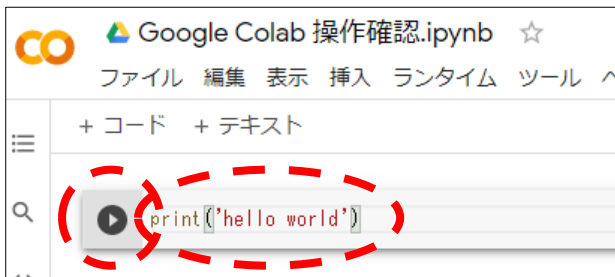 Google Colab 操作確認.ipynb
ファイル 編集 表示 挿入 ランタイム ツール ヘ
+ コード + テキスト
print('hello world')